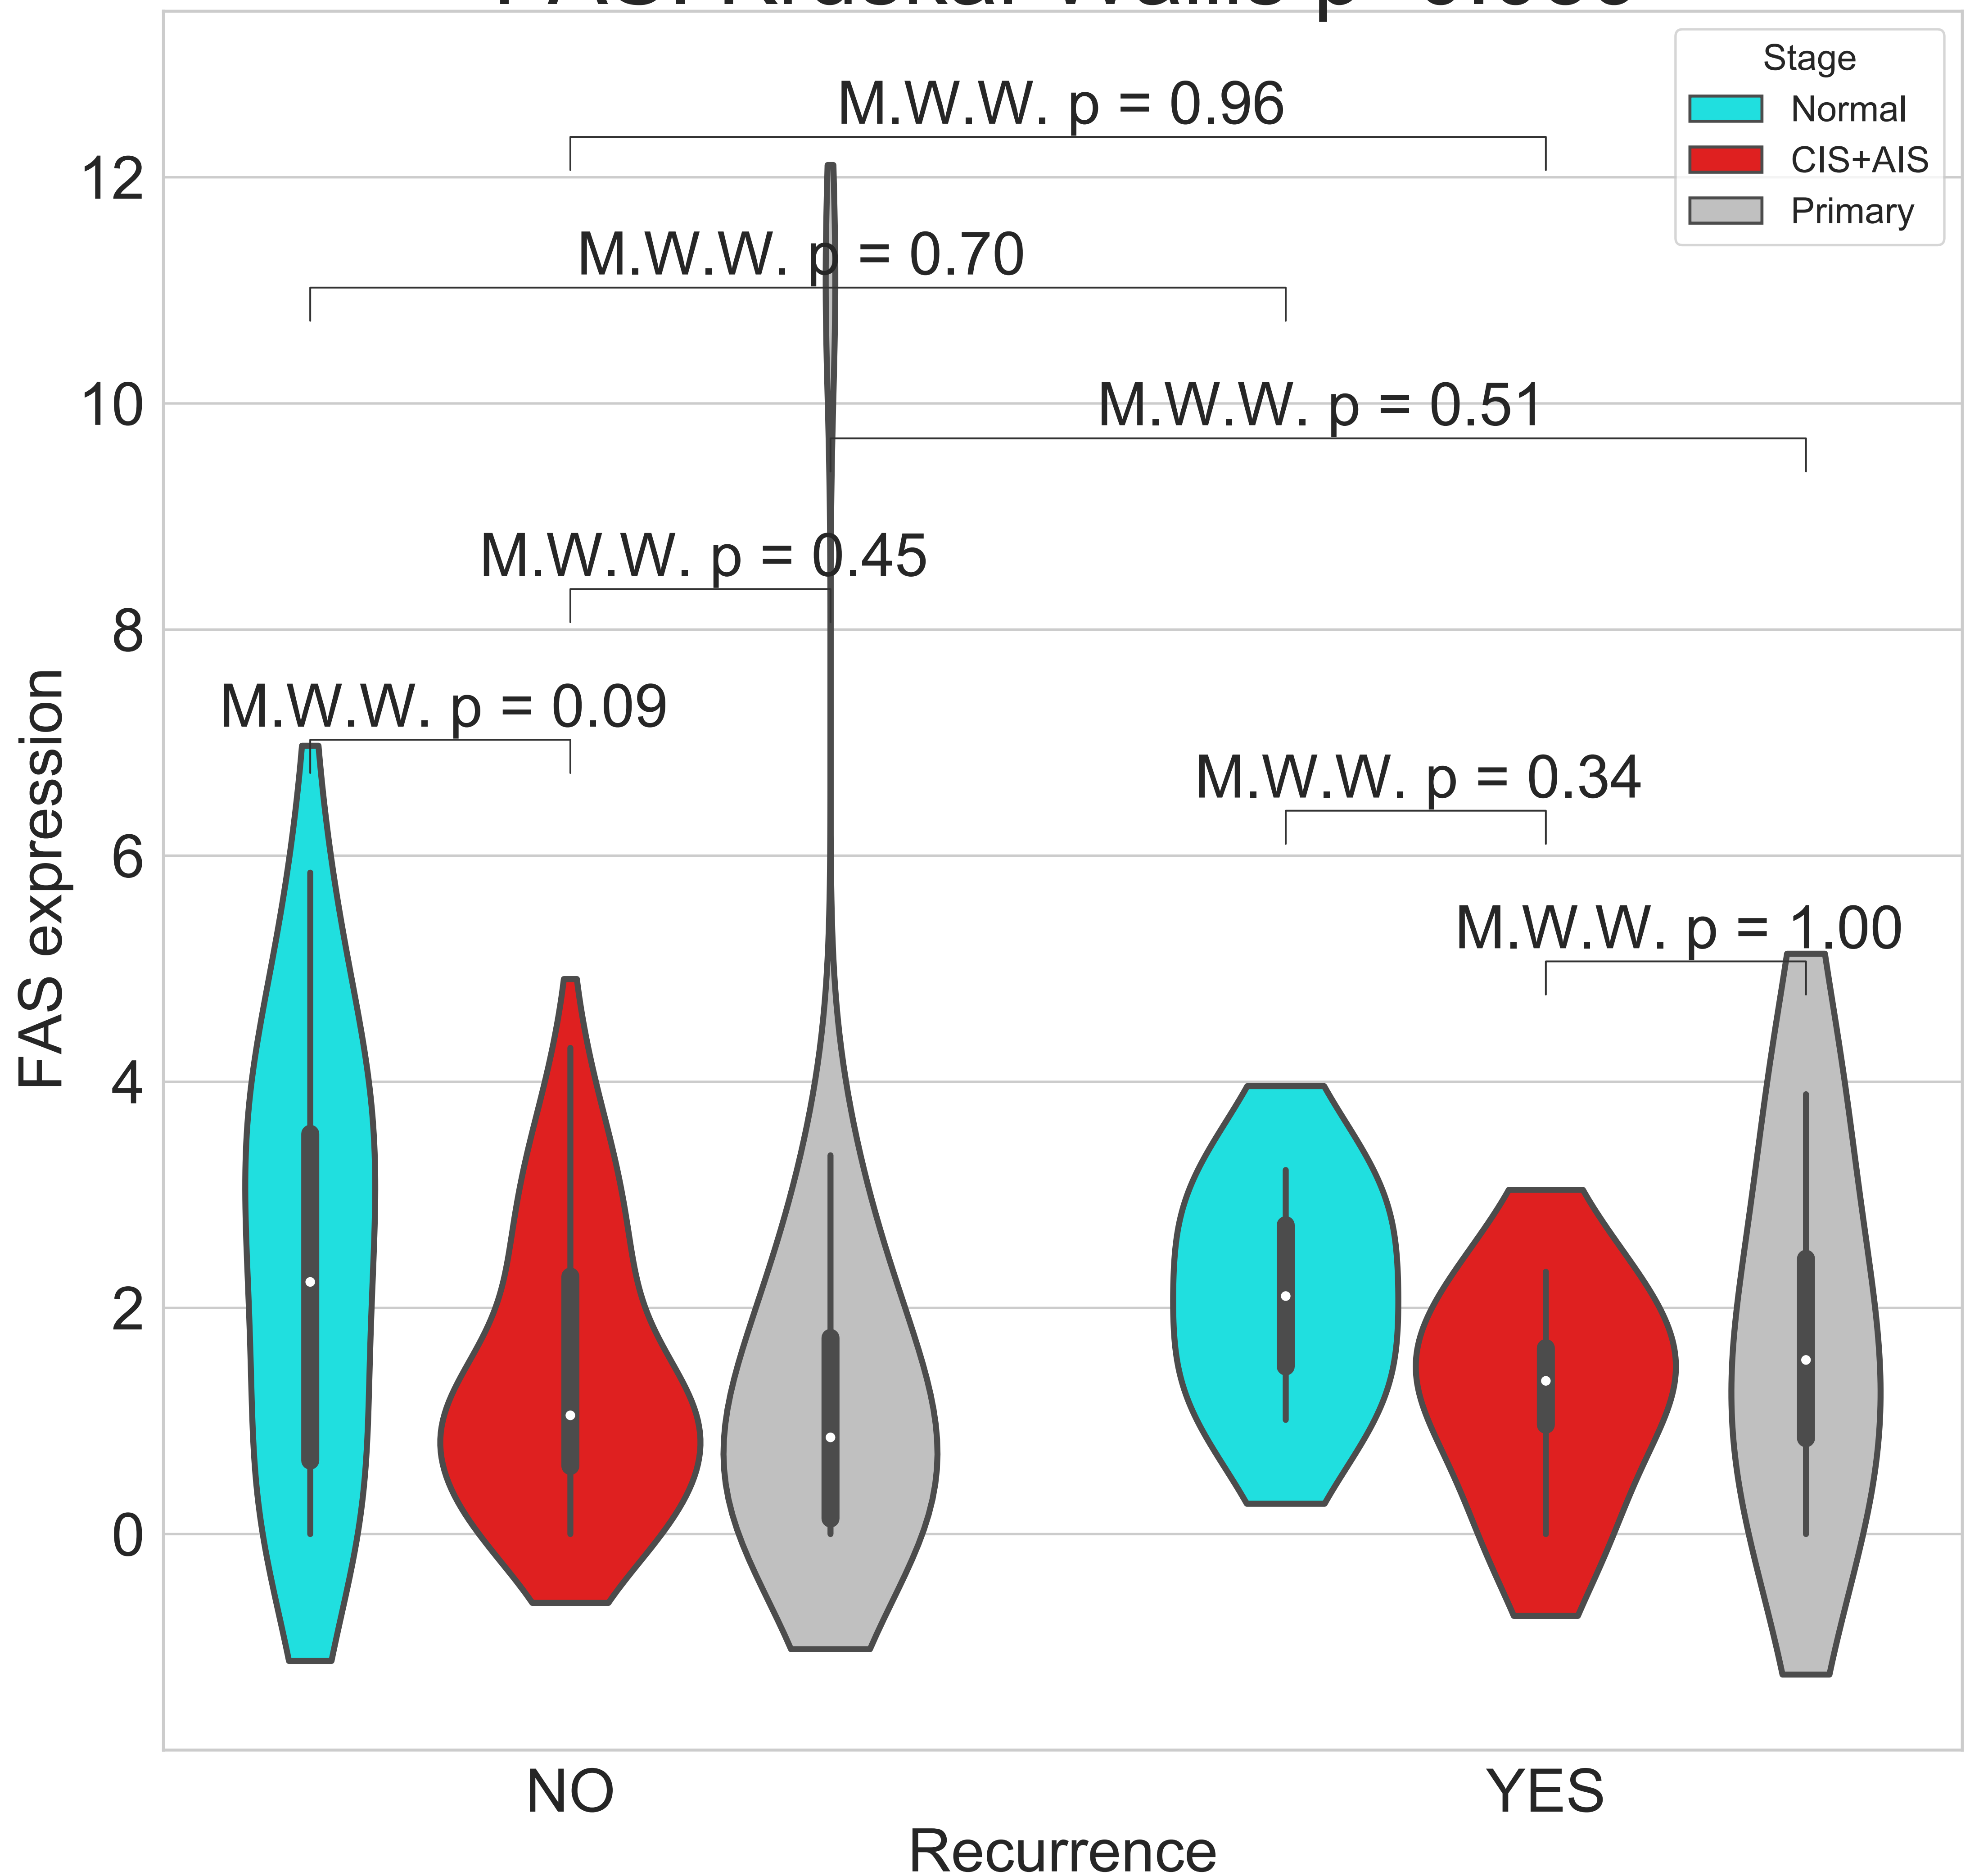 Stage
Normal
CIS+AIS
Primary
M.W.W. p = 0.96
M.W.W. p = 0.70
M.W.W. p = 0.51
M.W.W. p = 0.45
M.W.W. p = 0.09
M.W.W. p = 0.34
M.W.W. p = 1.00
12
10
8
6
4
2
0
FAS expression
NO
YES
Recurrence